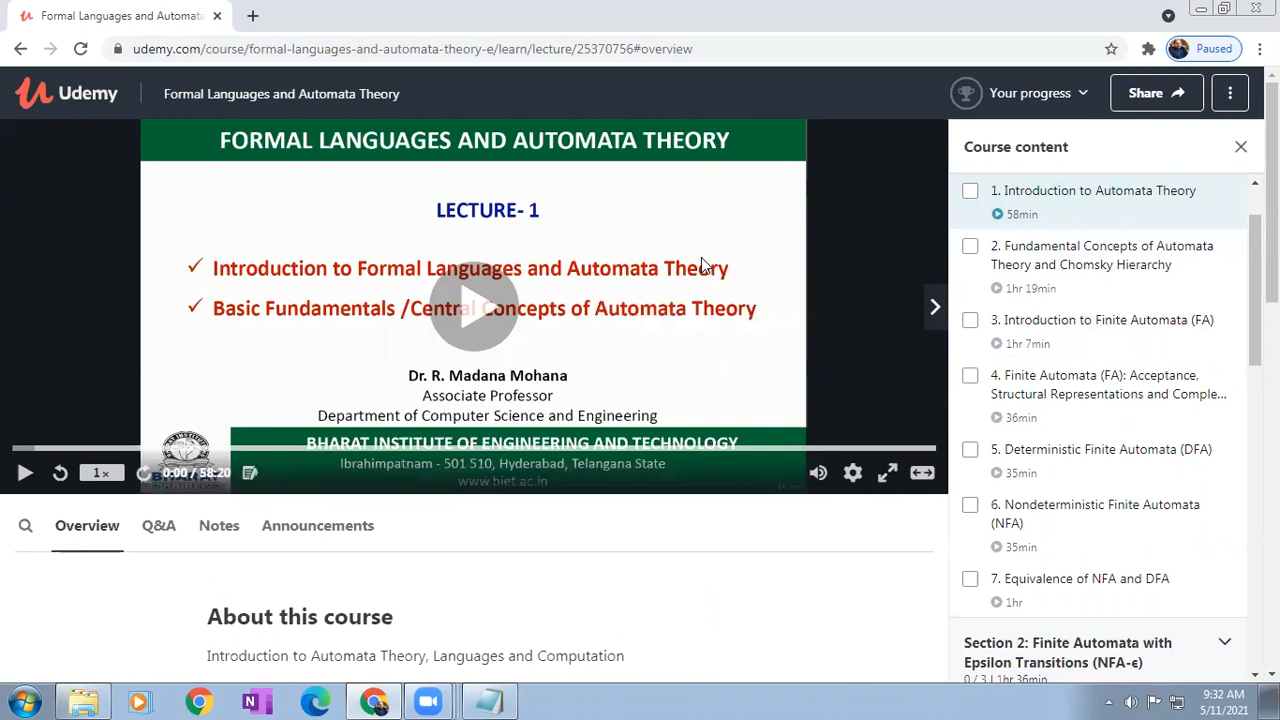 Formal Languages and Automata
Paused
udemy.com/course/formal-languages-and-automata-theory-e/learn/lecture/25370756#overview
Udemy
Formal Languages and Automata Theory
Your progress
Share
FORMAL LANGUAGES AND AUTOMATA THEORY
LECTURE- 1
Introduction to Formal Languages and Automata Theory
Basic Fundamentals /Central Concepts of Automata Theory
Dr. R. Madana Mohana
Associate Professor
Department of Computer Science and Engineering
BHARAT INSTITUTE OF ENGINEERING AND TECHNOLOGY
Ibrahimpatnam - 501 510, Hyderabad, Telangana State
www.biet.ac.in
1×
0:00 / 58:20
Course content
1. Introduction to Automata Theory
58min
2. Fundamental Concepts of Automata
Theory and Chomsky Hierarchy
1hr 19min
3. Introduction to Finite Automata (FA)
1hr 7min
4. Finite Automata (FA): Acceptance,
Structural Representations and Comple...
36min
5. Deterministic Finite Automata (DFA)
35min
6. Nondeterministic Finite Automata
(NFA)
35min
7. Equivalence of NFA and DFA
1hr
Section 2: Finite Automata with
Epsilon Transitions (NFA-ϵ)
0 / 3 | 1hr 36min
Overview
Q&A
Notes
Announcements
About this course
Introduction to Automata Theory, Languages and Computation
9:32 AM
5/11/2021